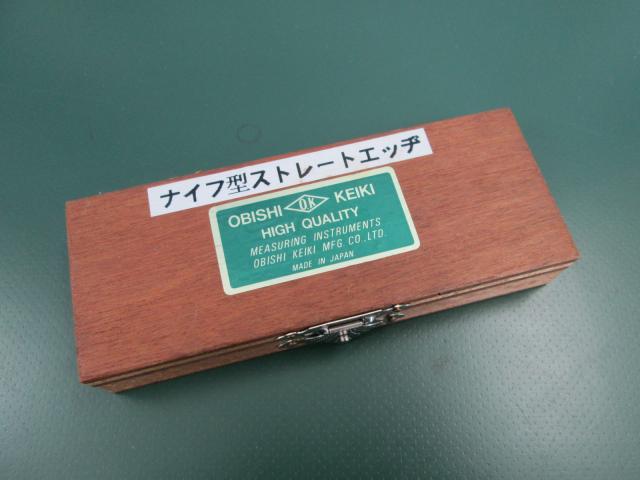 ナイフ型ストレートエッヂ
OBISHI OK KEIKI
HIGH QUALITY
MEASURING INSTRUMENTS
OBISHI KEIKI MFG CO.,LTD.
MADE IN JAPAN